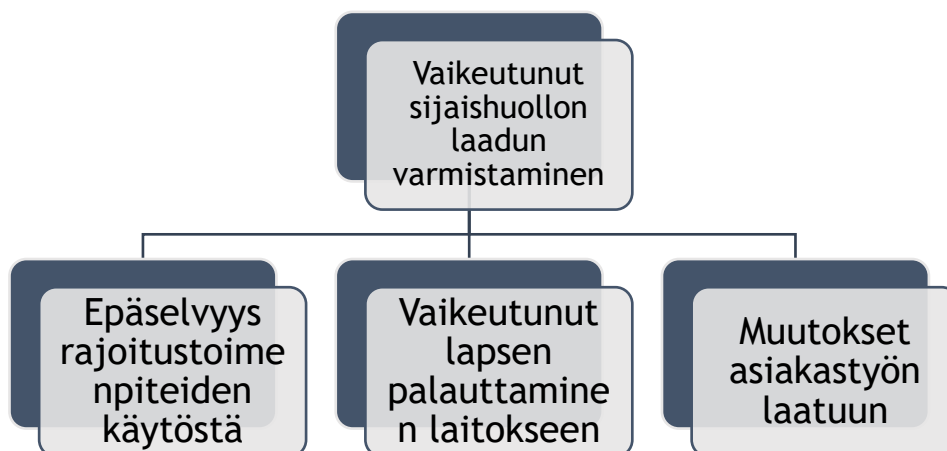 Vaikeutunut
sijaishuollon
laadun
varmistaminen
Epäselvyys
rajoitustoime
npiteiden
käytöstä
Vaikeutunut
lapsen
palauttamine
n laitokseen
Muutokset
asiakastyön
laatuun